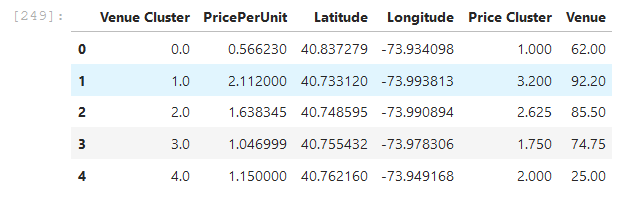 [249]: Venue Cluster PricePerUnit Latitude Longitude Price Cluster Venue
0 0.0 0.566230 40.837279 -73.934098 1.000 62.00
1 1.0 2.112000 40.733120 -73.993813 3.200 92.20
2 2.0 1.638345 40.748595 -73.990894 2.625 85.50
3 3.0 1.046999 40.755432 -73.978306 1.750 74.75
4 4.0 1.150000 40.762160 -73.949168 2.000 25.00